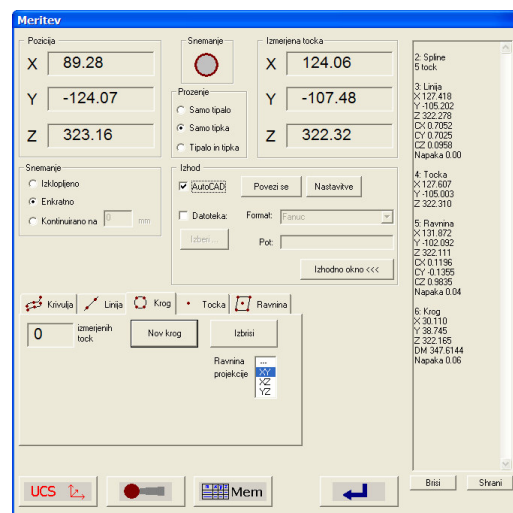 Meritev
Pozicija
X 89.28
Y -124.07
Z 323.16
Snemanje
Prozenje
Samo tipalo
Samo tipka
Tipalo in tipka
Izmerjena tocka
X 124.06
Y -107.48
Z 322.32
Snemanje
Izklopljeno
Enkratno
Kontinuirano na 0 mm
Izhod
AutoCAD Povezi se Nastavitve
Datoteka: Format: Fanuc
Izberi... Pot:
Izhodno okno <<<
Krivulja Linija Krog Tocka Ravnina
0 izmerjenih tock Nov krog Izbrisi
Ravnina projekcije
---
XY
XZ
YZ
UCS Mem
2: Spline
5 tock
3: Linija
X 127.418
Y -105.202
Z 322.278
CX 0.7052
CY 0.7025
CZ 0.0958
Napaka 0.00
4: Tocka
X 127.607
Y -105.003
Z 322.310
5: Ravnina
X 131.872
Y -102.092
Z 322.111
CX 0.1196
CY -0.1355
CZ 0.9835
Napaka 0.04
6: Krog
X 30.110
Y 38.745
Z 322.165
DM 347.6144
Napaka 0.06
Brisi Shrani